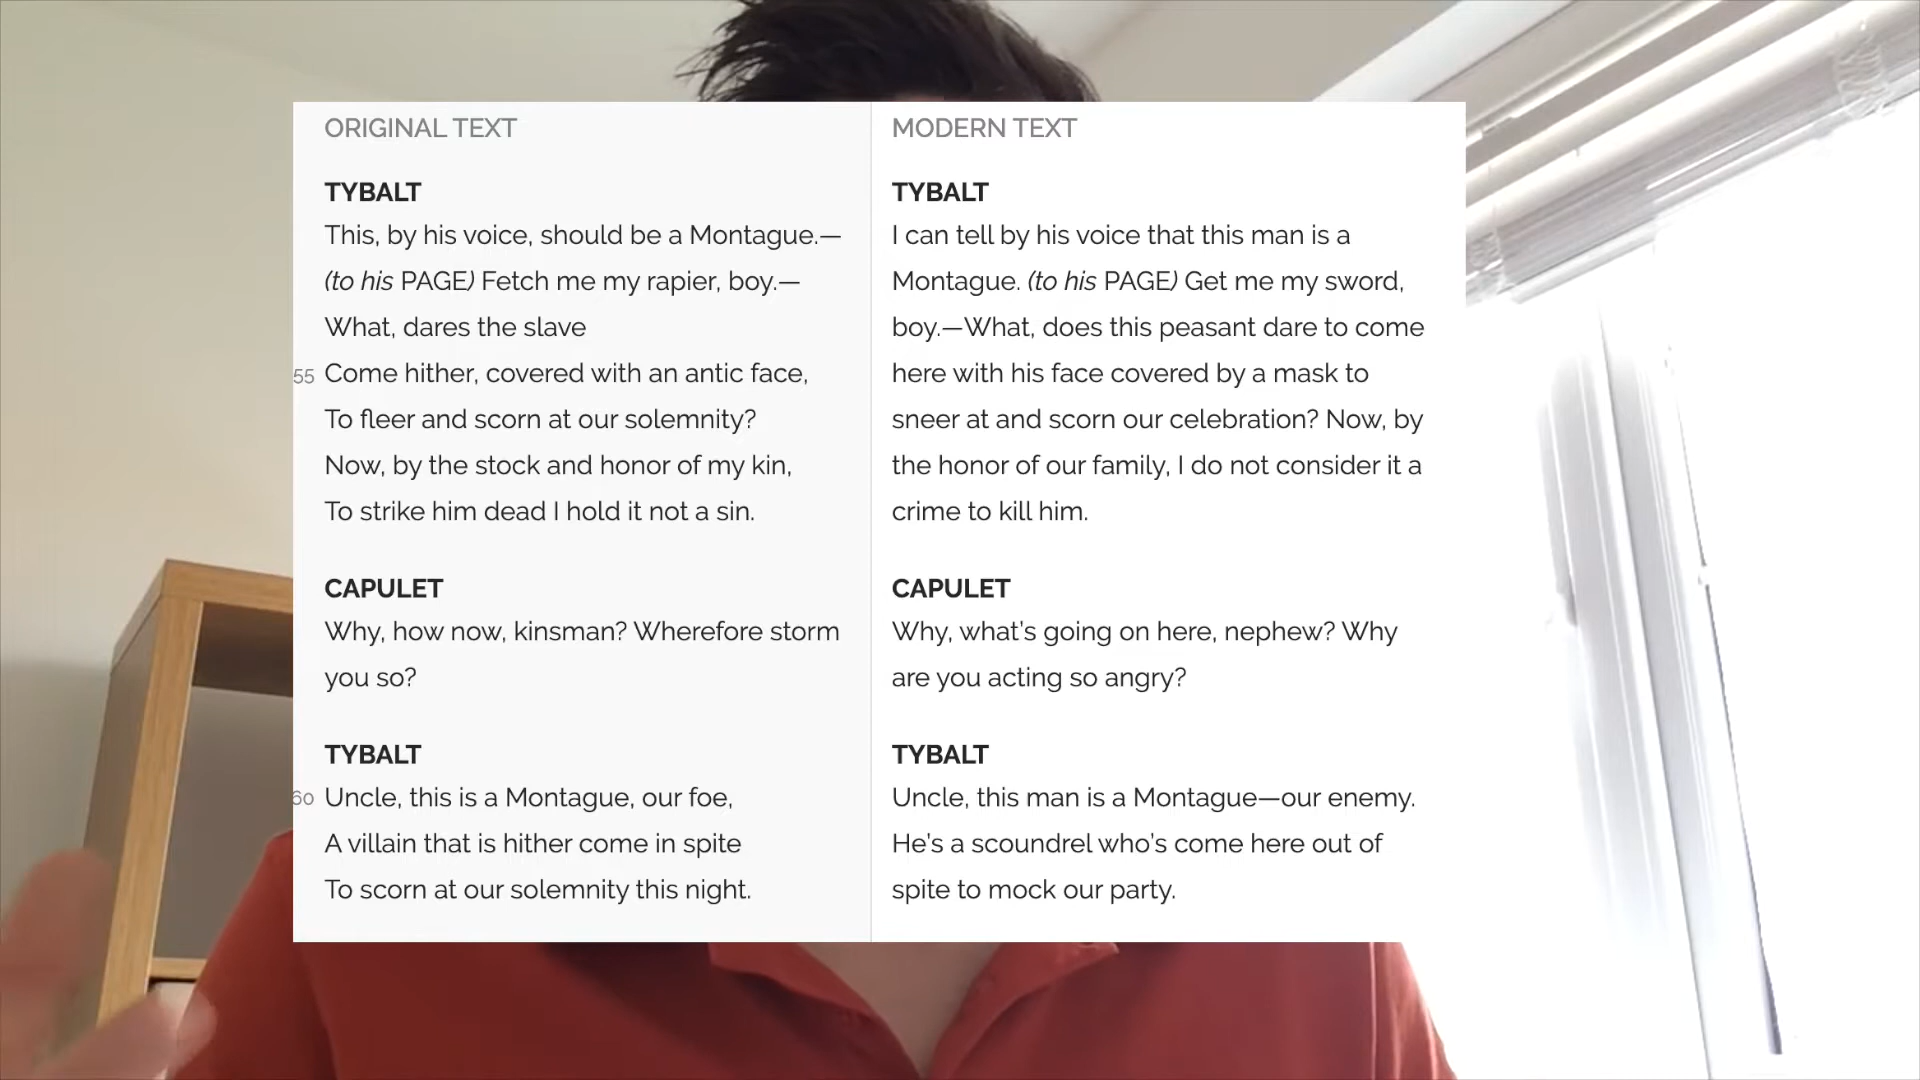 ORIGINAL TEXT
TYBALT
This, by his voice, should be a Montague.—
(to his PAGE) Fetch me my rapier, boy.—
What, dares the slave
55 Come hither, covered with an antic face,
To fleer and scorn at our solemnity?
Now, by the stock and honor of my kin,
To strike him dead I hold it not a sin.
CAPULET
Why, how now, kinsman? Wherefore storm
you so?
TYBALT
60 Uncle, this is a Montague, our foe,
A villain that is hither come in spite
To scorn at our solemnity this night.
MODERN TEXT
TYBALT
I can tell by his voice that this man is a
Montague. (to his PAGE) Get me my sword,
boy.—What, does this peasant dare to come
here with his face covered by a mask to
sneer at and scorn our celebration? Now, by
the honor of our family, I do not consider it a
crime to kill him.
CAPULET
Why, what's going on here, nephew? Why
are you acting so angry?
TYBALT
Uncle, this man is a Montague—our enemy.
He's a scoundrel who's come here out of
spite to mock our party.